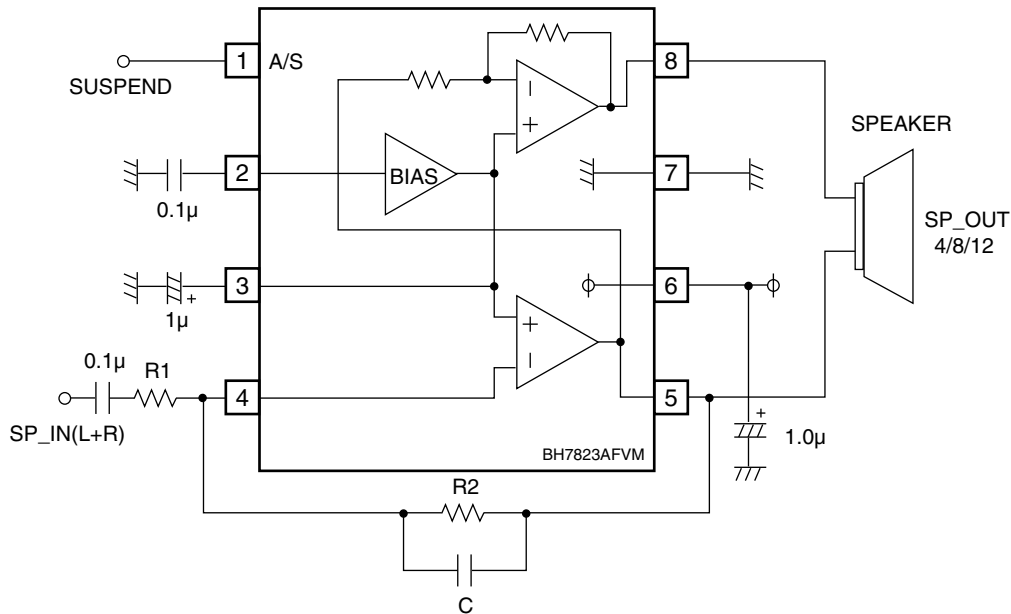 1
A/S
8
SUSPEND
SPEAKER
2
BIAS
7
0.1µ
SP_OUT
4/8/12
3
6
+
1µ
0.1µ
R1
4
5
+
SP_IN(L+R)
1.0µ
BH7823AFVM
R2
C
−
+
+
−